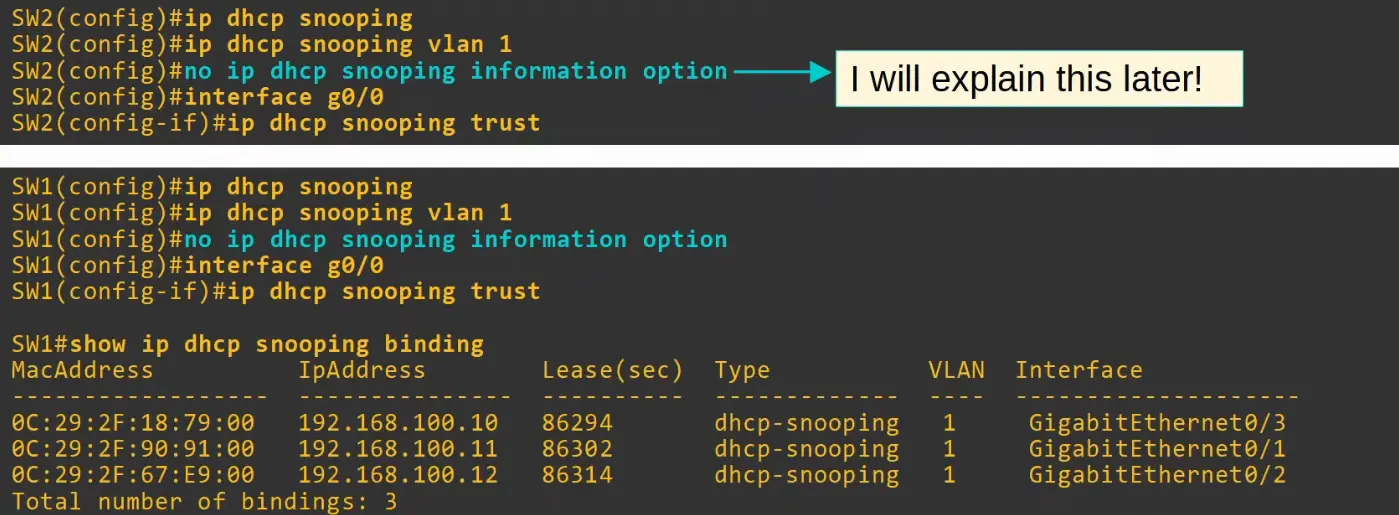 SW2(config)#ip dhcp snooping
SW2(config)#ip dhcp snooping vlan 1
SW2(config)#no ip dhcp snooping information option
I will explain this later!
SW2(config)#interface g0/0
SW2(config-if)#ip dhcp snooping trust
SW1(config)#ip dhcp snooping
SW1(config)#ip dhcp snooping vlan 1
SW1(config)#no ip dhcp snooping information option
SW1(config)#interface g0/0
SW1(config-if)#ip dhcp snooping trust
SW1#show ip dhcp snooping binding
MacAddress          IpAddress        Lease(sec)  Type           VLAN  Interface
------------------  ---------------  ----------  -------------  ----  --------------------
0C:29:2F:18:79:00   192.168.100.10   86294       dhcp-snooping   1     GigabitEthernet0/3
0C:29:2F:90:91:00   192.168.100.11   86302       dhcp-snooping   1     GigabitEthernet0/1
0C:29:2F:67:E9:00   192.168.100.12   86314       dhcp-snooping   1     GigabitEthernet0/2
Total number of bindings: 3